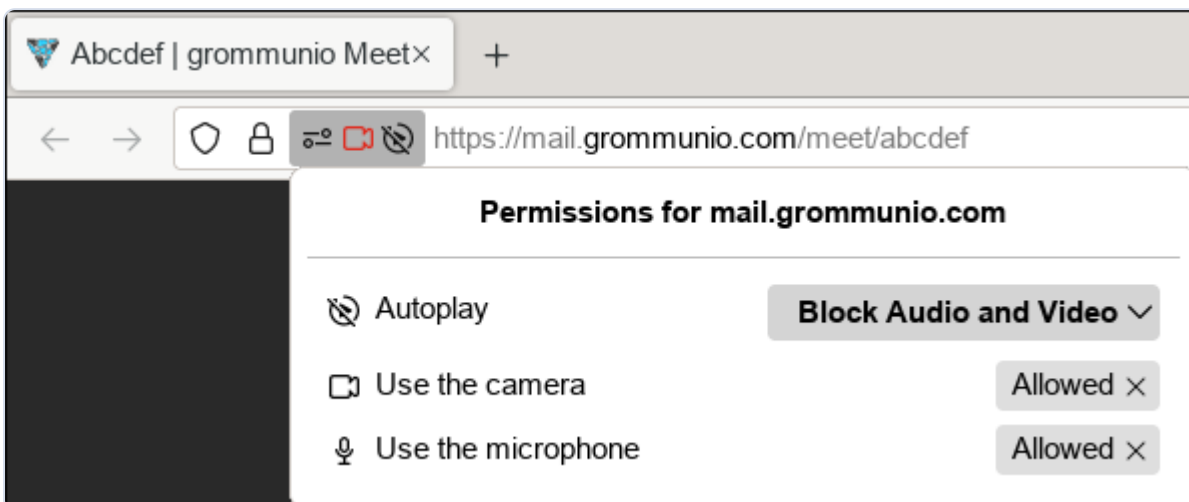 Abcdef | grommunio Meet
https://mail.grommunio.com/meet/abcdef
Permissions for mail.grommunio.com
Autoplay Block Audio and Video
Use the camera Allowed
Use the microphone Allowed